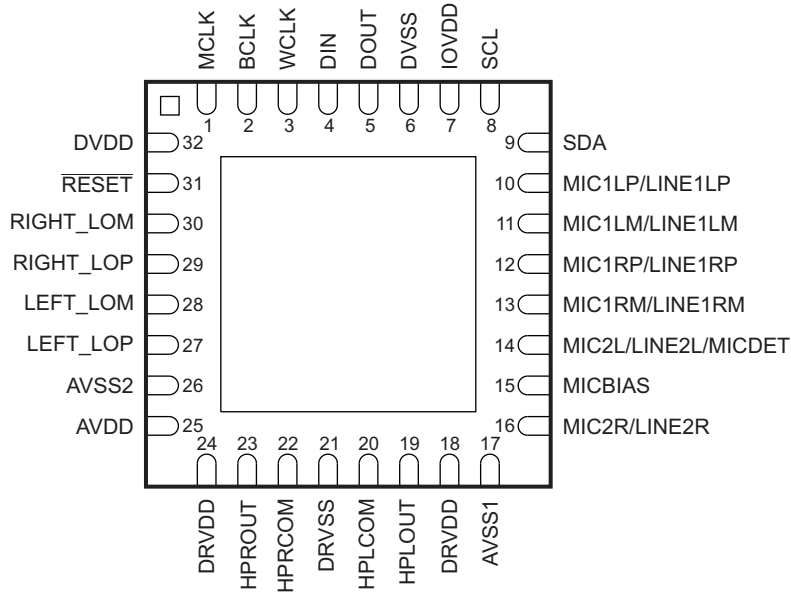 MCLK
BCLK
WCLK
DIN
DOUT
DVSS
IOVDD
SCL
1
2
3
4
5
6
7
8
DVDD 32
RESET 31
RIGHT_LOM 30
RIGHT_LOP 29
LEFT_LOM 28
LEFT_LOP 27
AVSS2 26
AVDD 25
9 SDA
10 MIC1LP/LINE1LP
11 MIC1LM/LINE1LM
12 MIC1RP/LINE1RP
13 MIC1RM/LINE1RM
14 MIC2L/LINE2L/MICDET
15 MICBIAS
16 MIC2R/LINE2R
24
23
22
21
20
19
18
17
DRVDD
HPROUT
HPRCOM
DRVSS
HPLCOM
HPLOUT
DRVDD
AVSS1